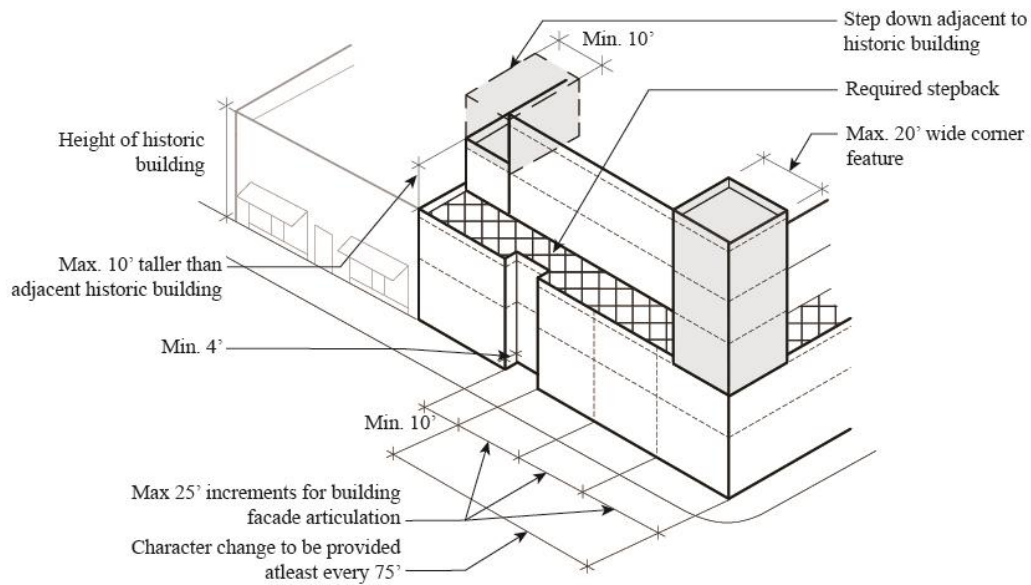 Step down adjacent to
historic building
Min. 10’
Required stepback
Max. 20’ wide corner
feature
Height of historic
building
Max. 10’ taller than
adjacent historic building
Min. 4’
Min. 10’
Max 25’ increments for building
facade articulation
Character change to be provided
atleast every 75’